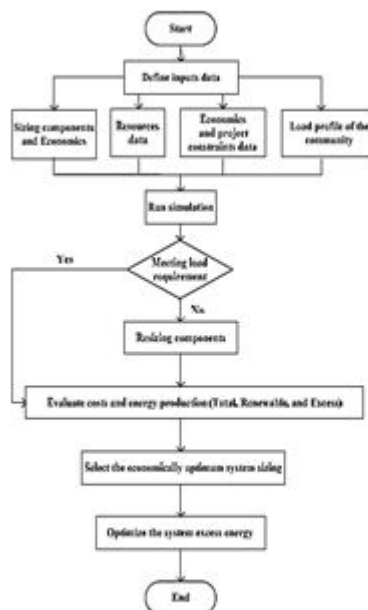 Start
Define inputs data
Sizing components
and Economics
Resources
data
Economics
and project
constraints data
Load profile of the
community
Run simulation
Meeting load
requirement
Yes
No
Resizing components
Evaluate costs and energy production(Total, Renewable, and Excess)
Select the economically optimum system sizing
Optimize the system excess energy
End